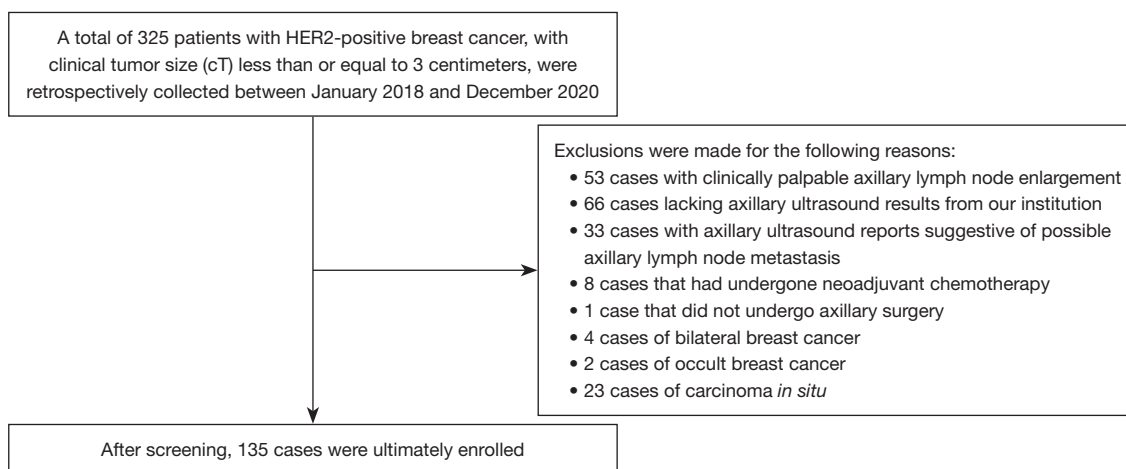 A total of 325 patients with HER2-positive breast cancer, with
clinical tumor size (cT) less than or equal to 3 centimeters, were
retrospectively collected between January 2018 and December 2020
Exclusions were made for the following reasons:
• 53 cases with clinically palpable axillary lymph node enlargement
• 66 cases lacking axillary ultrasound results from our institution
• 33 cases with axillary ultrasound reports suggestive of possible
axillary lymph node metastasis
• 8 cases that had undergone neoadjuvant chemotherapy
• 1 case that did not undergo axillary surgery
• 4 cases of bilateral breast cancer
• 2 cases of occult breast cancer
• 23 cases of carcinoma in situ
After screening, 135 cases were ultimately enrolled